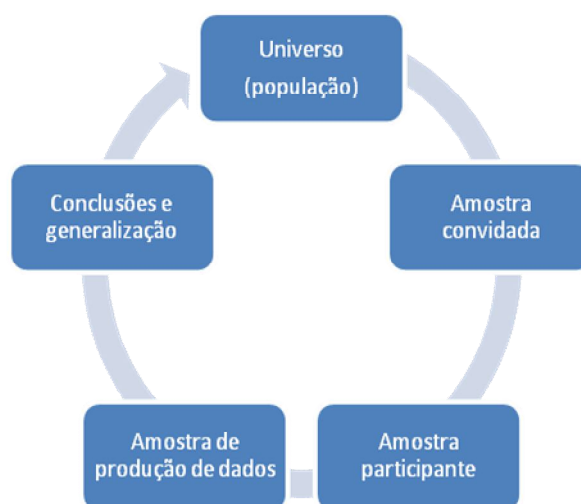 Universo
(população)
Amostra
convidada
Amostra
participante
Amostra de
produção de dados
Conclusões e
generalização